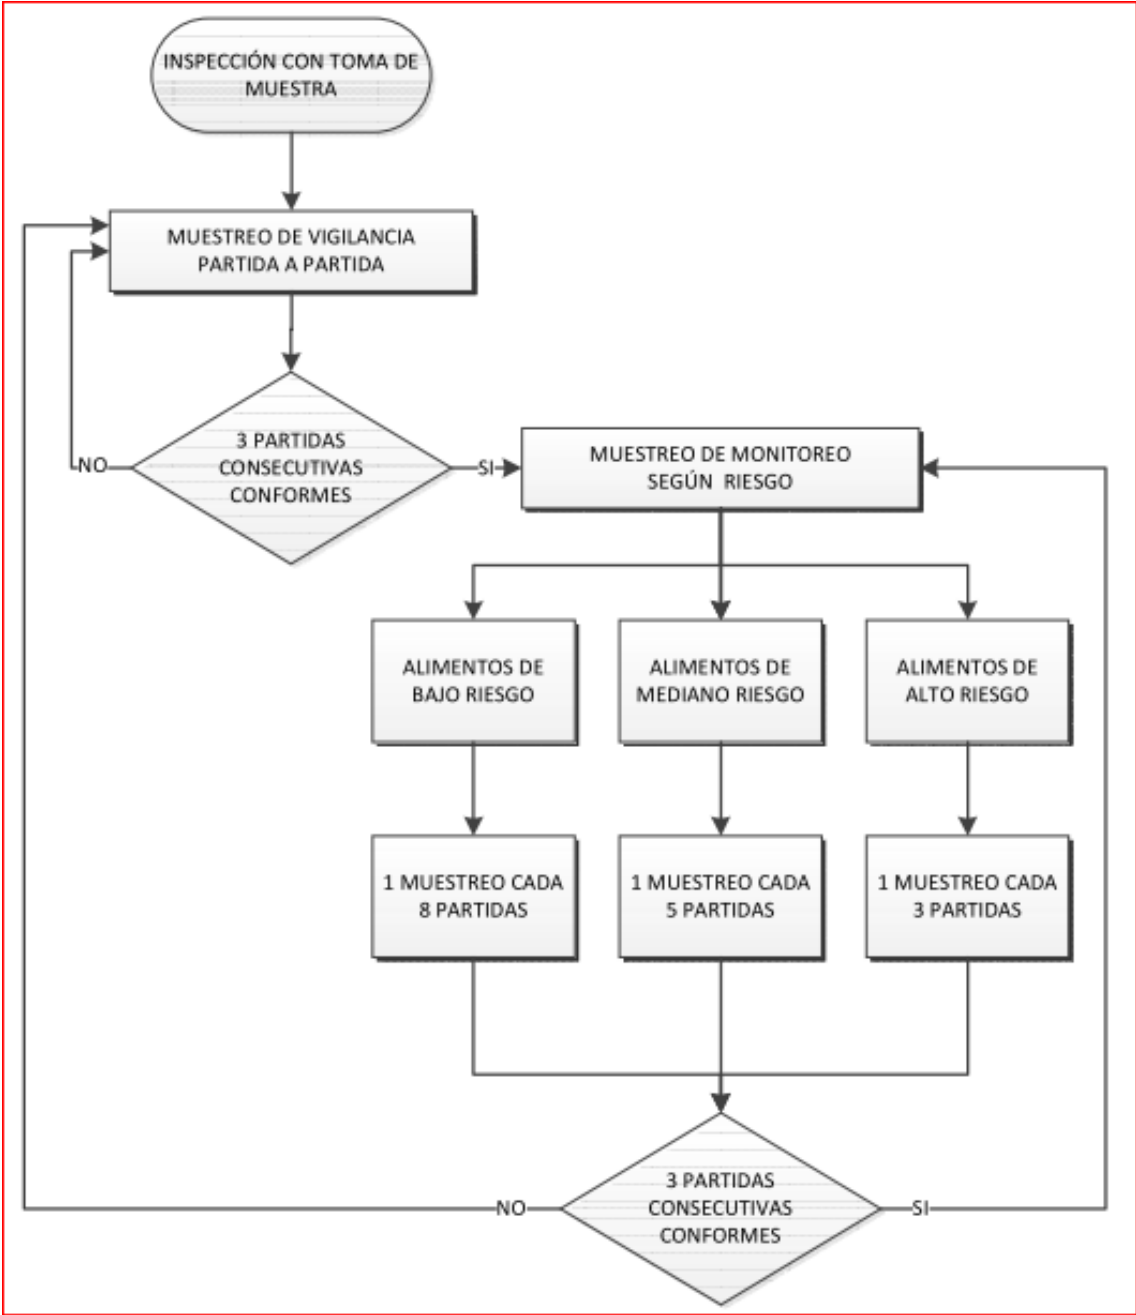 INSPECCIÓN CON TOMA DE
MUESTRA
MUESTREO DE VIGILANCIA
PARTIDA A PARTIDA
3 PARTIDAS
CONSECUTIVAS
CONFORMES
NO
SI
MUESTREO DE MONITOREO
SEGÚN RIESGO
ALIMENTOS DE
BAJO RIESGO
ALIMENTOS DE
MEDIANO RIESGO
ALIMENTOS DE
ALTO RIESGO
1 MUESTREO CADA
8 PARTIDAS
1 MUESTREO CADA
5 PARTIDAS
1 MUESTREO CADA
3 PARTIDAS
3 PARTIDAS
CONSECUTIVAS
CONFORMES
NO
SI